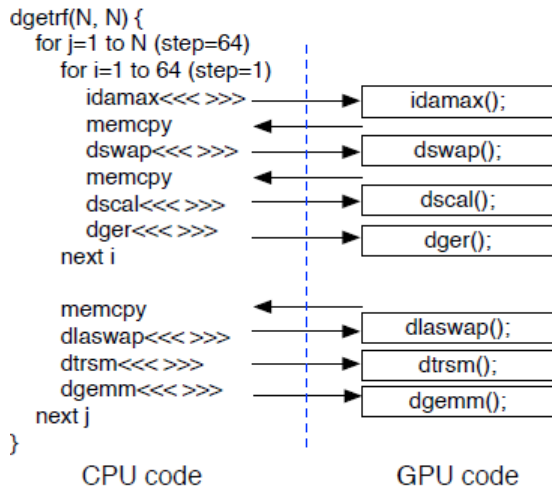 dgetrf(N, N) {
for j=1 to N (step=64)
for i=1 to 64 (step=1)
idamax<<< >>> idamax();
memcpy
dswap<<< >>> dswap();
memcpy
dscal<<< >>> dscal();
dger<<< >>> dger();
next i
memcpy
dlaswap<<< >>> dlaswap();
dtrsm<<< >>> dtrsm();
dgemm<<< >>> dgemm();
next j
}
CPU code GPU code